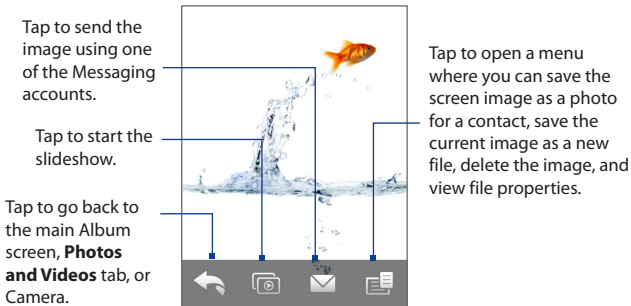 Tap to send the
image using one
of the Messaging
accounts.
Tap to start the
slideshow.
Tap to go back to
the main Album
screen, Photos
and Videos tab, or
Camera.
Tap to open a menu
where you can save the
screen image as a photo
for a contact, save the
current image as a new
file, delete the image, and
view file properties.